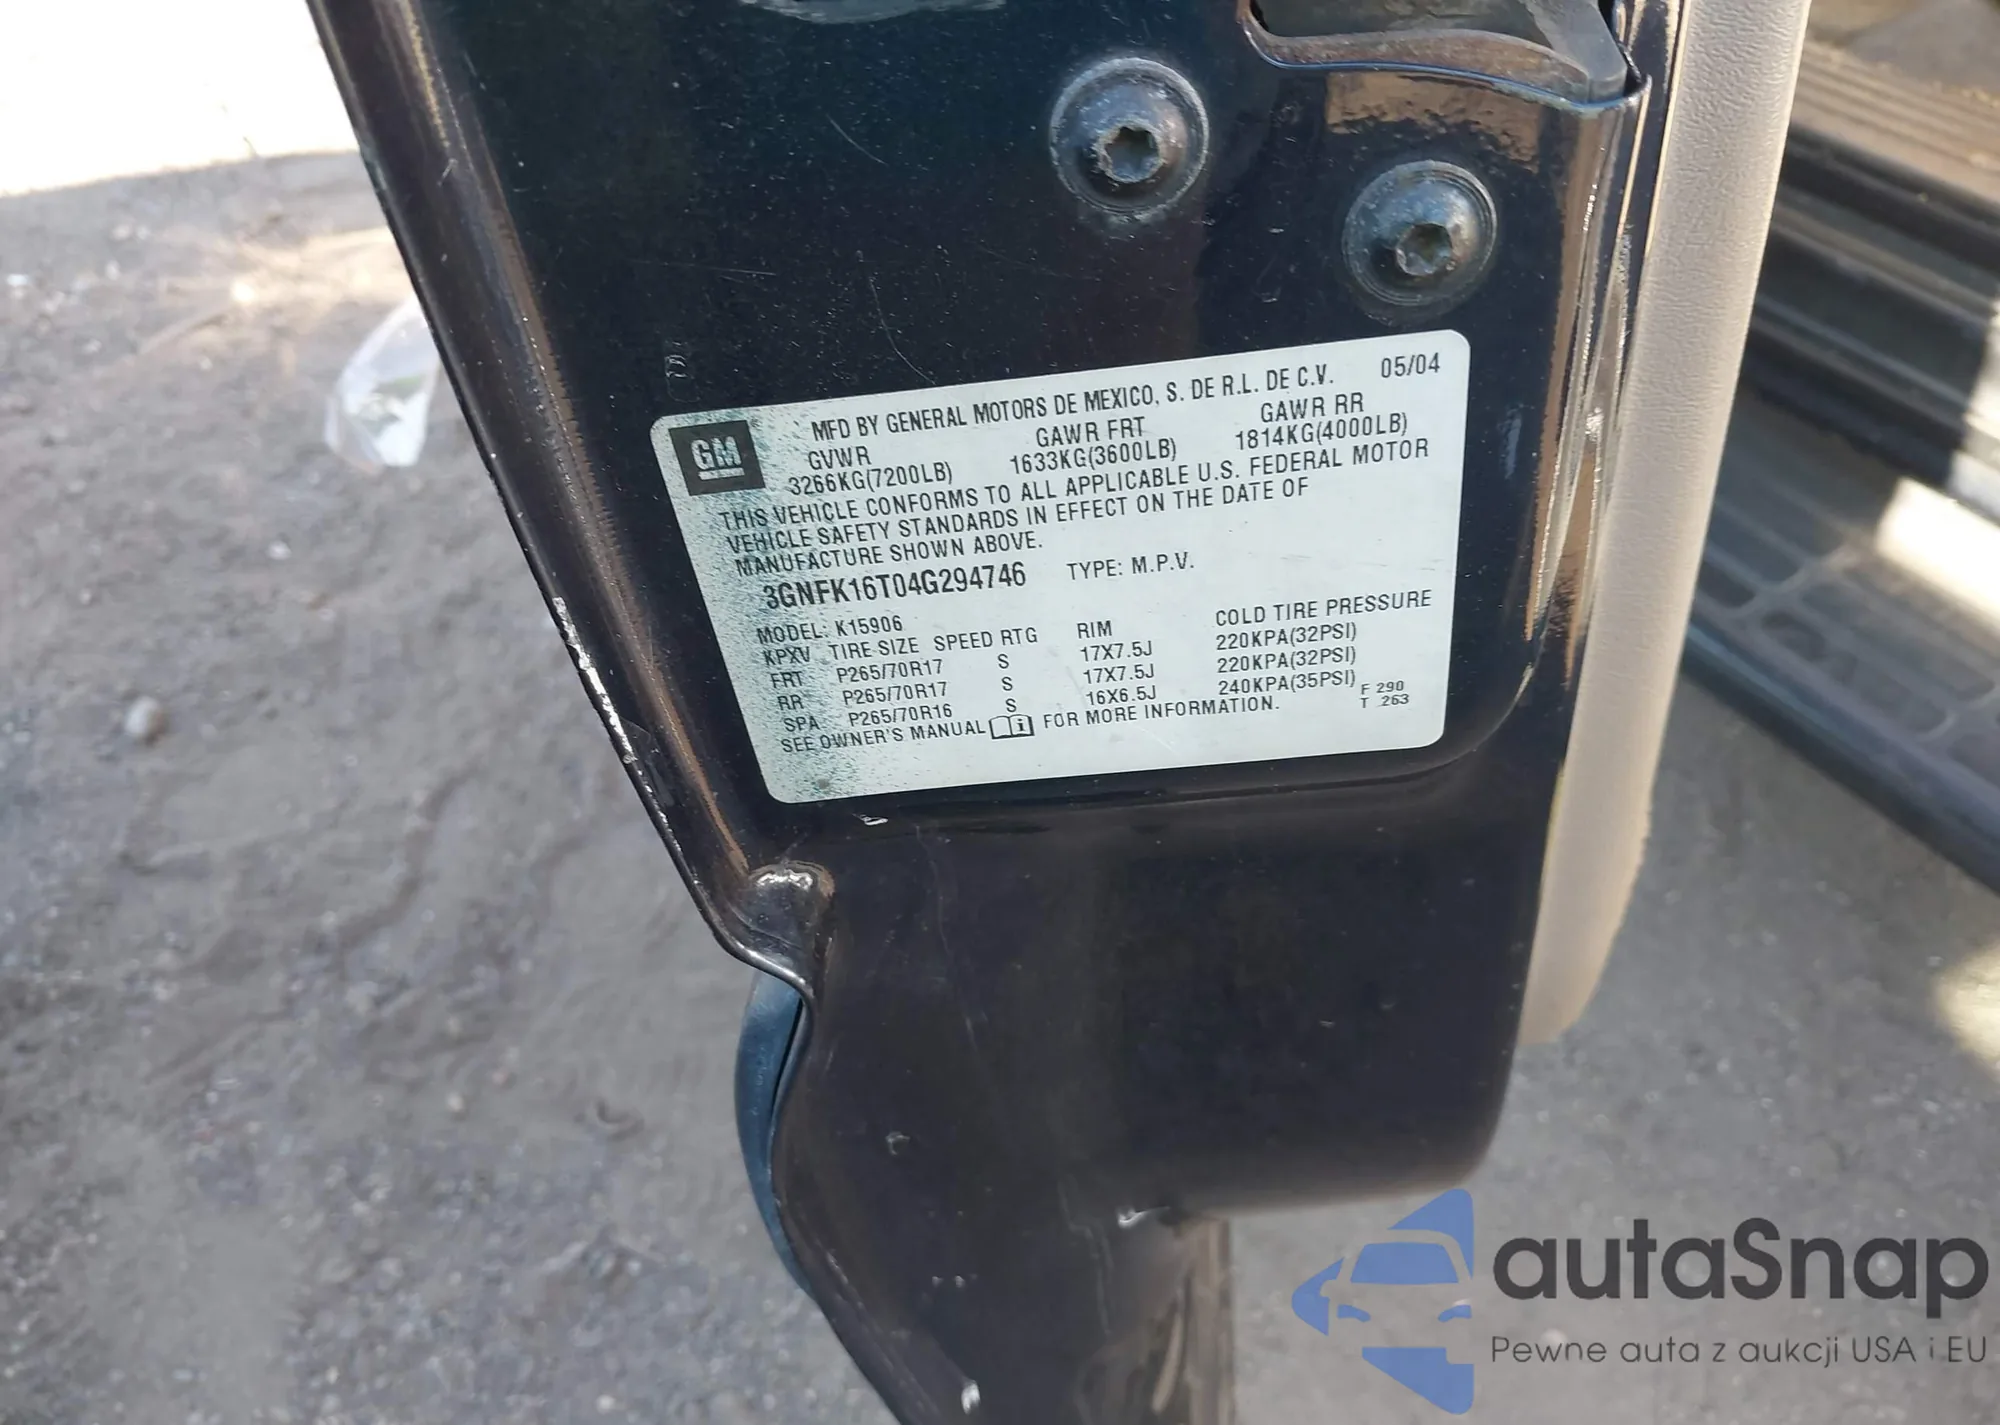 GM
MFD BY GENERAL MOTORS DE MEXICO, S. DE R.L. DE C.V. 05/04
GVWR GAWR FRT GAWR RR
3266KG(7200LB) 1633KG(3600LB) 1814KG(4000LB)
THIS VEHICLE CONFORMS TO ALL APPLICABLE U.S. FEDERAL MOTOR
VEHICLE SAFETY STANDARDS IN EFFECT ON THE DATE OF
MANUFACTURE SHOWN ABOVE.
3GNFK16T04G294746 TYPE: M.P.V.
MODEL: K15906
KPXV TIRE SIZE SPEED RTG RIM COLD TIRE PRESSURE
FRT P265/70R17 S 17X7.5J 220KPA(32PSI)
RR P265/70R17 S 17X7.5J 220KPA(32PSI)
SPA P265/70R16 S 16X6.5J 240KPA(35PSI)
SEE OWNER'S MANUAL FOR MORE INFORMATION.
F 290
T 263
autaSnap
Pewne auta z aukcji USA i EU